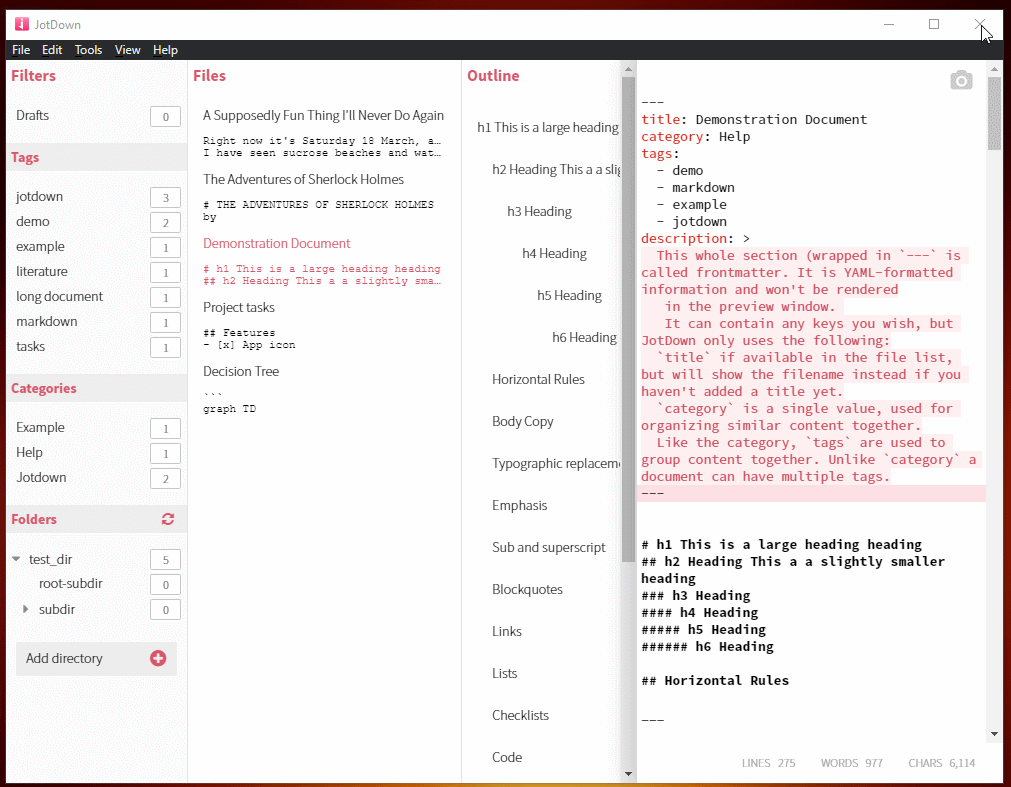 JotDown
File Edit Tools View Help
Filters
Drafts 0
Tags
jotdown 3
demo 2
example 1
literature 1
long document 1
markdown 1
tasks 1
Categories
Example 1
Help 1
Jotdown 2
Folders
test_dir 5
root-subdir 0
subdir 0
Add directory
Files
A Supposedly Fun Thing I'll Never Do Again
Right now it's Saturday 18 March, a…
I have seen sucrose beaches and wat…
The Adventures of Sherlock Holmes
# THE ADVENTURES OF SHERLOCK HOLMES
by
Demonstration Document
# h1 This is a large heading heading
## h2 Heading This a a slightly sma…
Project tasks
## Features
- [x] App icon
Decision Tree
```
graph TD
Outline
h1 This is a large heading
h2 Heading This a a slig
h3 Heading
h4 Heading
h5 Heading
h6 Heading
Horizontal Rules
Body Copy
Typographic replacem
Emphasis
Sub and superscript
Blockquotes
Links
Lists
Checklists
Code
---
title: Demonstration Document
category: Help
tags:
- demo
- markdown
- example
- jotdown
description: >
This whole section (wrapped in `---` is
called frontmatter. It is YAML-formatted
information and won't be rendered
in the preview window.
It can contain any keys you wish, but
JotDown only uses the following:
`title` if available in the file list,
but will show the filename instead if you
haven't added a title yet.
`category` is a single value, used for
organizing similar content together.
Like the category, `tags` are used to
group content together. Unlike `category` a
document can have multiple tags.
---
# h1 This is a large heading heading
## h2 Heading This a a slightly smaller
heading
### h3 Heading
#### h4 Heading
##### h5 Heading
###### h6 Heading
## Horizontal Rules
---
LINES 275 WORDS 977 CHARS 6,114